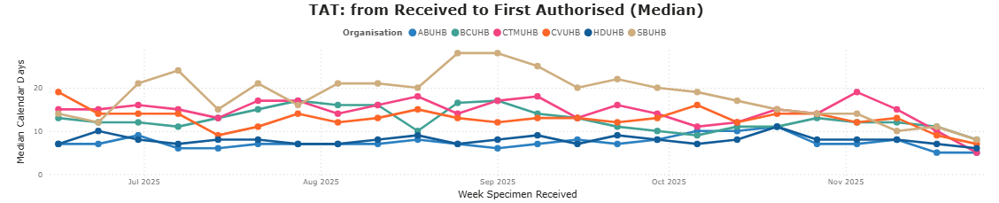 TAT: from Received to First Authorised (Median)
Organisation ABUHB BCUHB CTMUHB CVUHB HDUHB SBUHB
Median Calendar Days
20
10
0
Jul 2025 Aug 2025 Sep 2025 Oct 2025 Nov 2025
Week Specimen Received